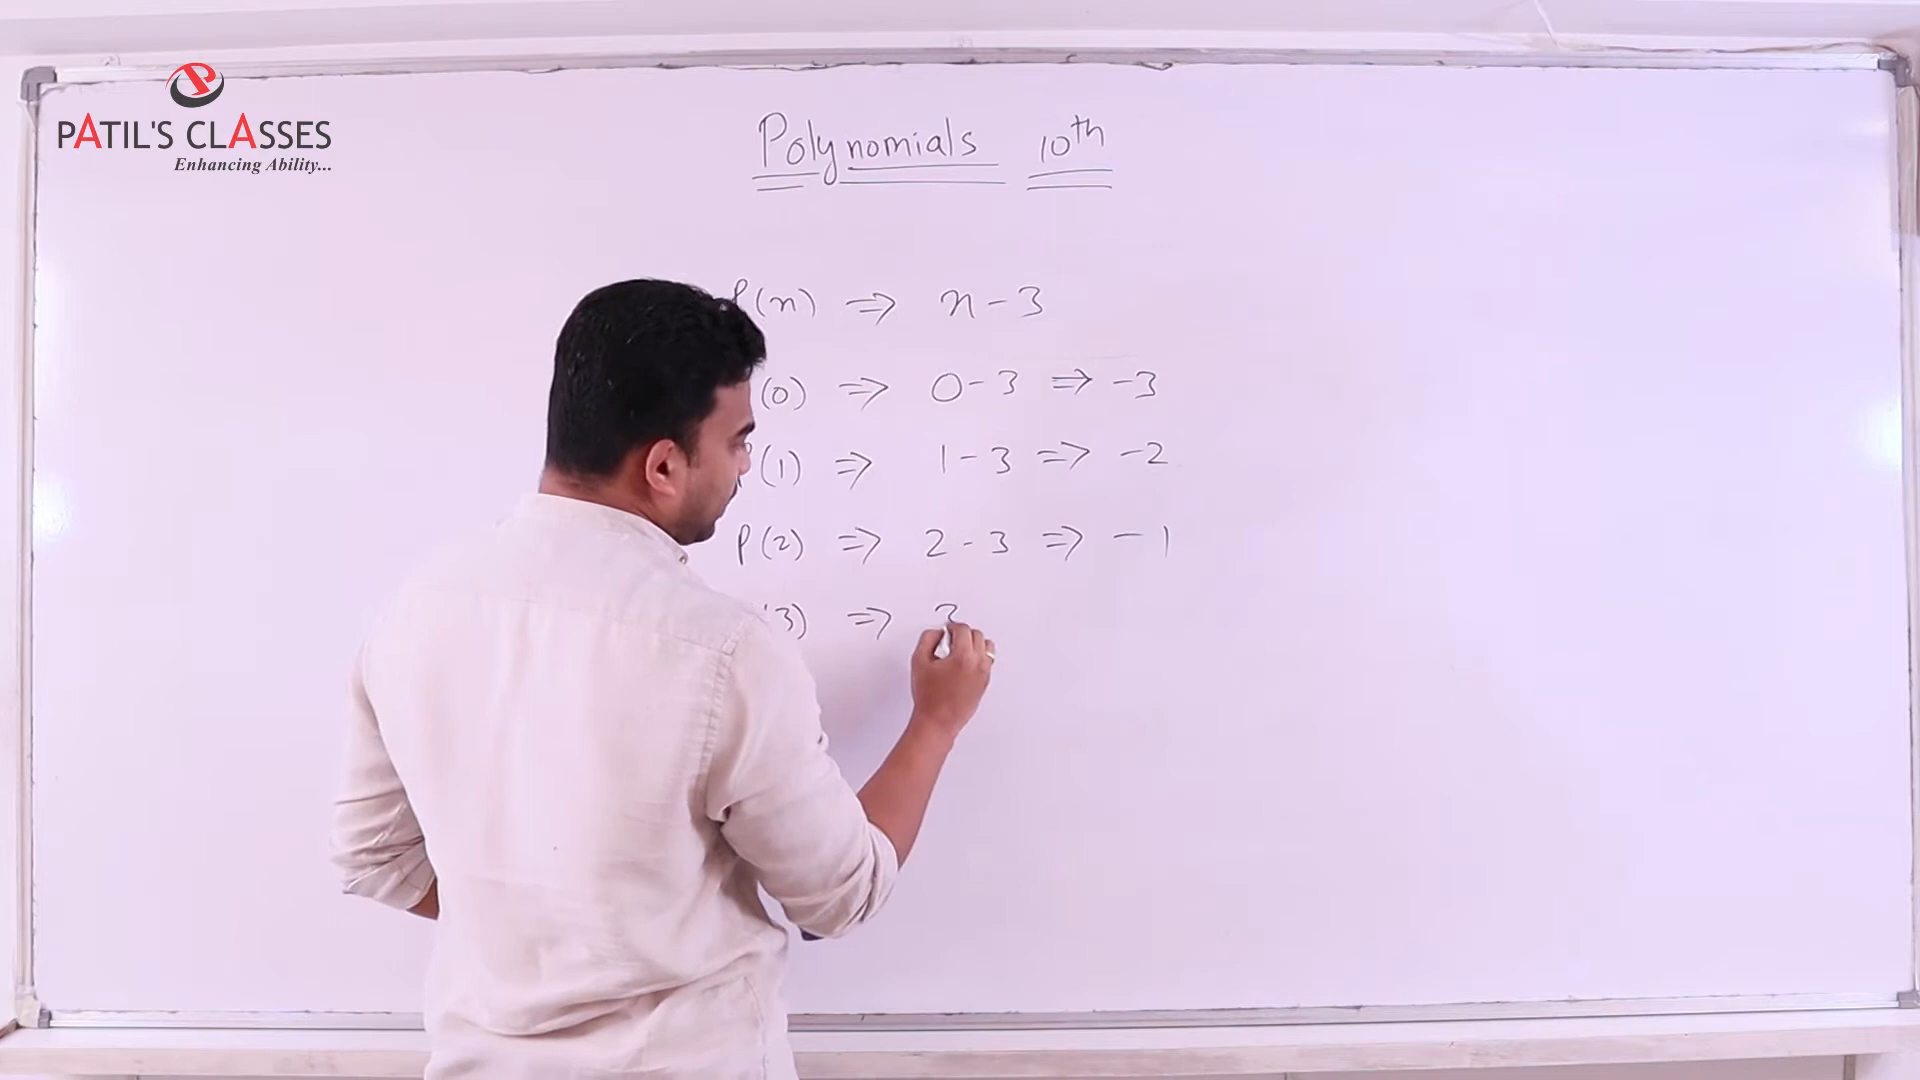 PATIL'S CLASSES
Enhancing Ability...
Polynomials 10th
P(x) ⇒ x - 3
(0) ⇒ 0 - 3 ⇒ -3
P(1) ⇒ 1 - 3 ⇒ -2
P(2) ⇒ 2 - 3 ⇒ -1
(3) ⇒ 3